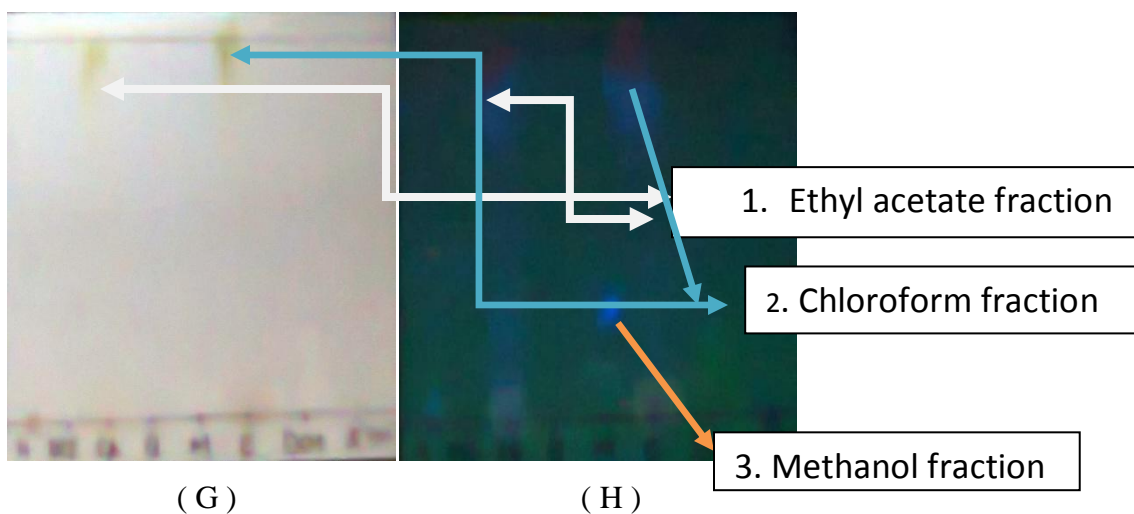 1. Ethyl acetate fraction
2. Chloroform fraction
3. Methanol fraction
( G )
( H )